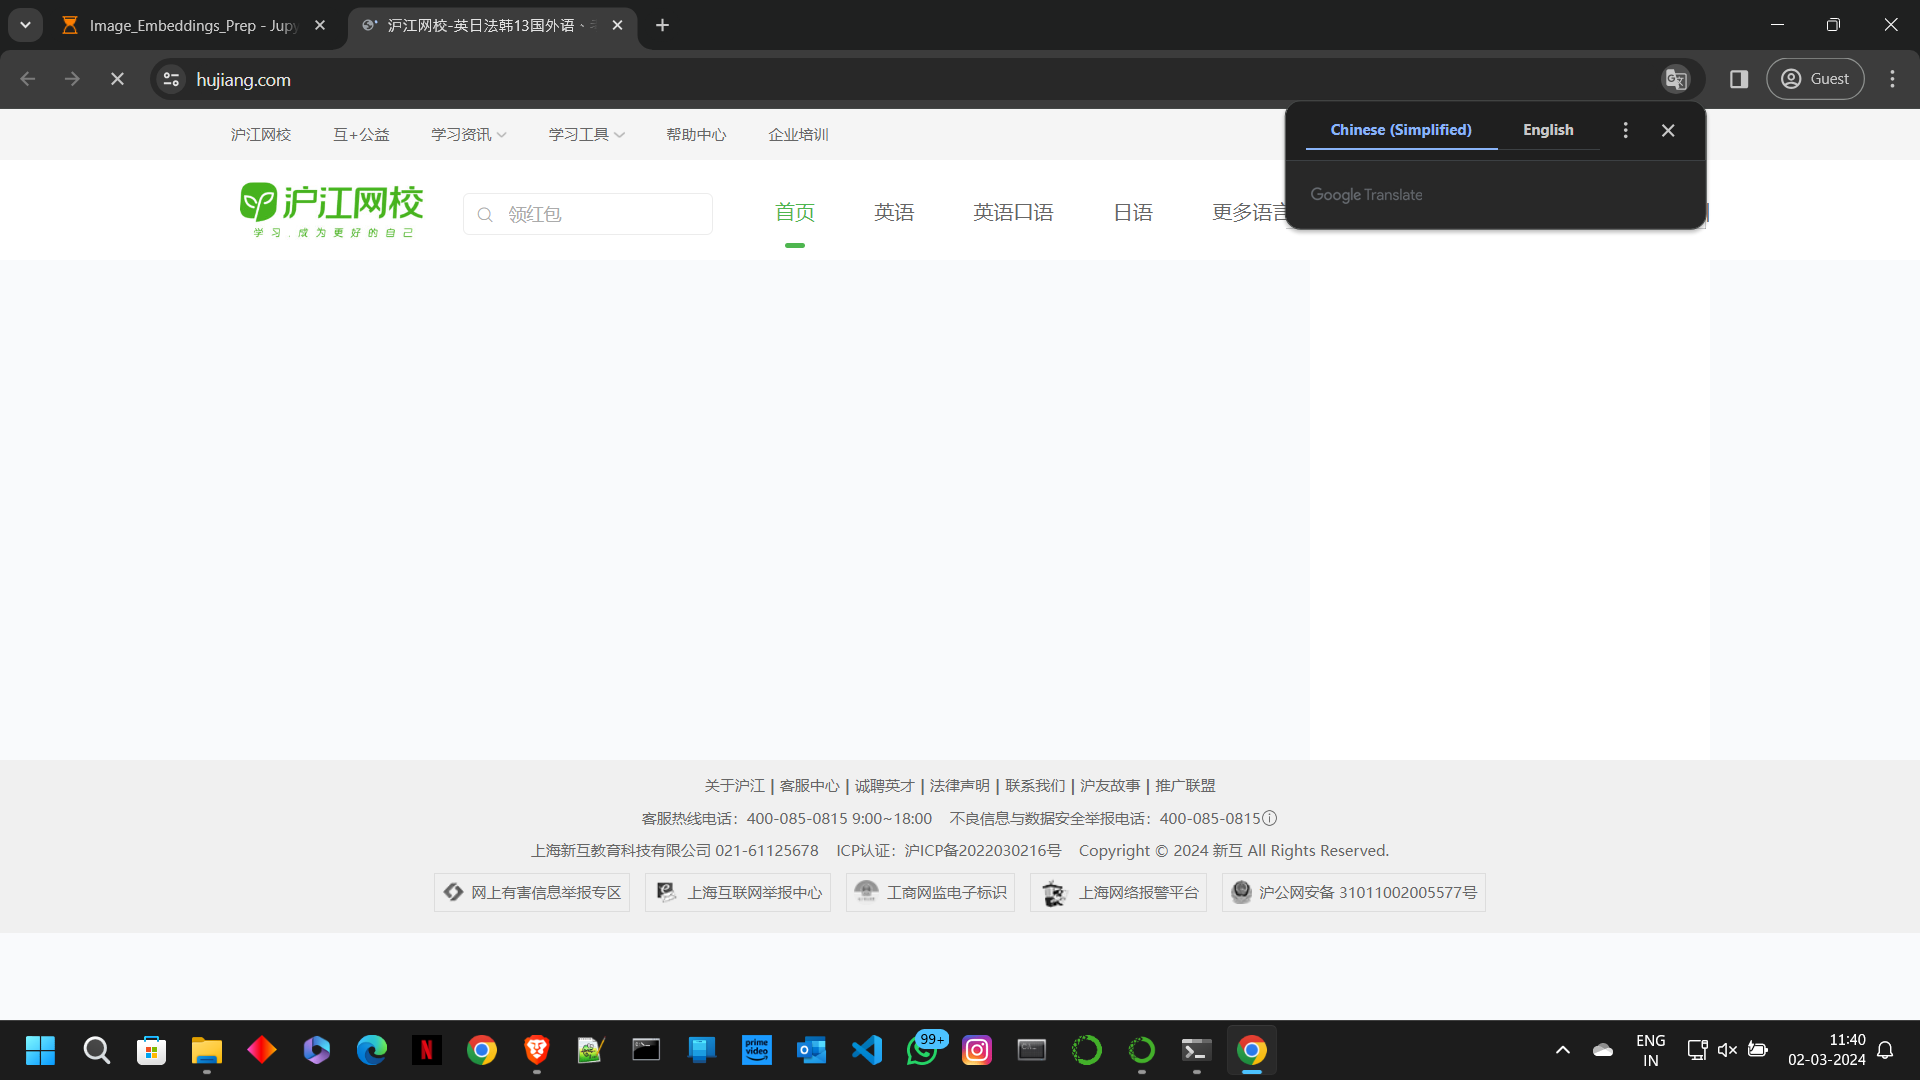 Image_Embeddings_Prep - Jupy
沪江网校-英日法韩13国外语、
hujiang.com
Guest
沪江网校 互+公益 学习资讯 学习工具 帮助中心 企业培训
Chinese (Simplified) English
Google Translate
沪江网校
学习,成为更好的自己
领红包
首页 英语 英语口语 日语 更多语言
关于沪江 | 客服中心 | 诚聘英才 | 法律声明 | 联系我们 | 沪友故事 | 推广联盟
客服热线电话：400-085-0815 9:00~18:00 不良信息与数据安全举报电话：400-085-0815
上海新互教育科技有限公司 021-61125678 ICP认证：沪ICP备2022030216号 Copyright © 2024 新互 All Rights Reserved.
网上有害信息举报专区 上海互联网举报中心 工商网监电子标识 上海网络报警平台 沪公网安备 31011002005577号
prime video
99+
ENG
IN
11:40
02-03-2024